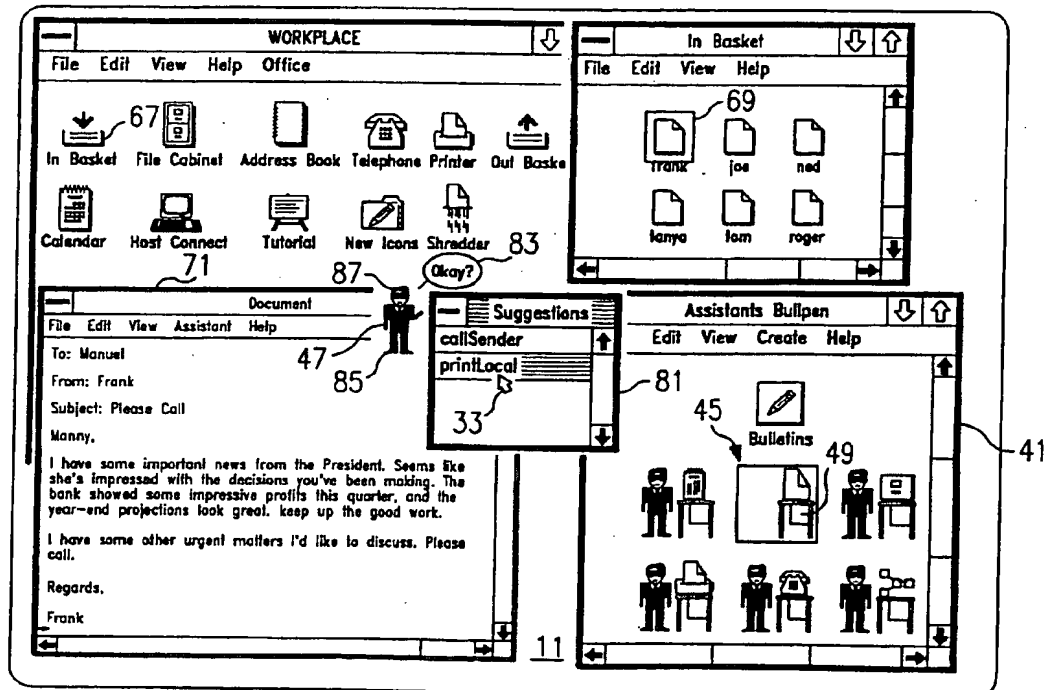 WORKPLACE
File Edit View Help Office
67
In Basket File Cabinet Address Book Telephone Printer Out Baske
Calendar Host Connect Tutorial New Icons Shredder
In Basket
File Edit View Help
69
frank joe ned
tanya tom roger
71
87
Okay?
83
47
85
Document
File Edit View Assistant Help
To: Manuel
From: Frank
Subject: Please Call
Manny,
I have some important news from the President. Seems like
she's impressed with the decisions you've been making. The
bank showed some impressive profits this quarter, and the
year-end projections look great. keep up the good work.
I have some other urgent matters I'd like to discuss. Please
call.
Regards,
Frank
Suggestions
callSender
printLocal
33
81
Assistants Bullpen
Edit View Create Help
Bulletins
45
49
41
11